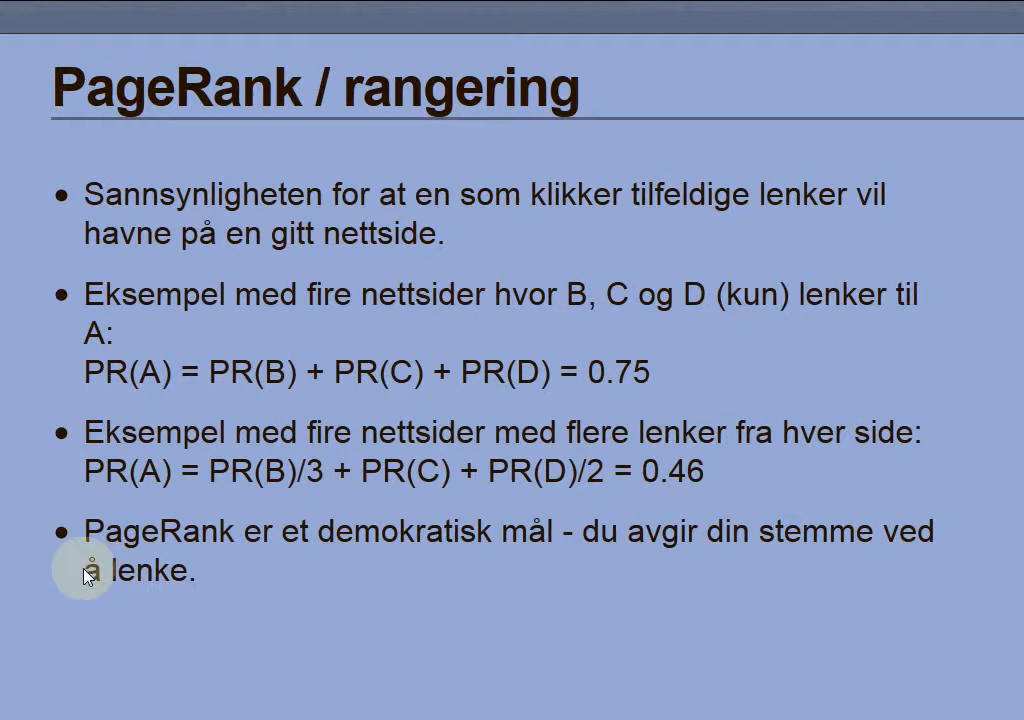 PageRank / rangering
• Sannsynligheten for at en som klikker tilfeldige lenker vil
havne på en gitt nettside.
• Eksempel med fire nettsider hvor B, C og D (kun) lenker til
A:
PR(A) = PR(B) + PR(C) + PR(D) = 0.75
• Eksempel med fire nettsider med flere lenker fra hver side:
PR(A) = PR(B)/3 + PR(C) + PR(D)/2 = 0.46
• PageRank er et demokratisk mål - du avgir din stemme ved
å lenke.